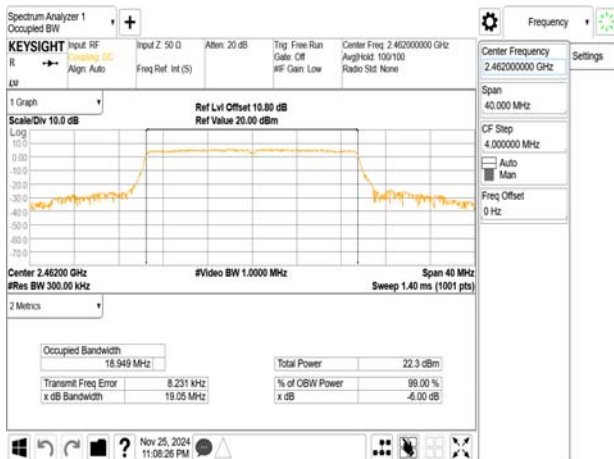 Spectrum Analyzer 1
Occupied BW
Frequency
KEYSIGHT
R
Input: RF
Coupling: DC
Align: Auto
Input Z: 50 Ω
Freq Ref: Int (S)
Atten: 20 dB
Trig: Free Run
Gate: Off
#IF Gain: Low
Center Freq: 2.462000000 GHz
Avg|Hold: 100/100
Radio Std: None
1 Graph
Scale/Div 10.0 dB
Ref Lvl Offset 10.80 dB
Ref Value 20.00 dBm
Log
10.0
0.00
-10.0
-20.0
-30.0
-40.0
-50.0
-60.0
-70.0
Center 2.46200 GHz
#Res BW 300.00 kHz
#Video BW 1.0000 MHz
Span 40 MHz
Sweep 1.40 ms (1001 pts)
2 Metrics
Occupied Bandwidth
18.949 MHz
Total Power 22.3 dBm
Transmit Freq Error 8.231 kHz
% of OBW Power 99.00 %
x dB Bandwidth 19.05 MHz
x dB -6.00 dB
Nov 25, 2024
11:08:26 PM
Center Frequency
2.462000000 GHz
Settings
Span
40.000 MHz
CF Step
4.000000 MHz
Auto
Man
Freq Offset
0 Hz